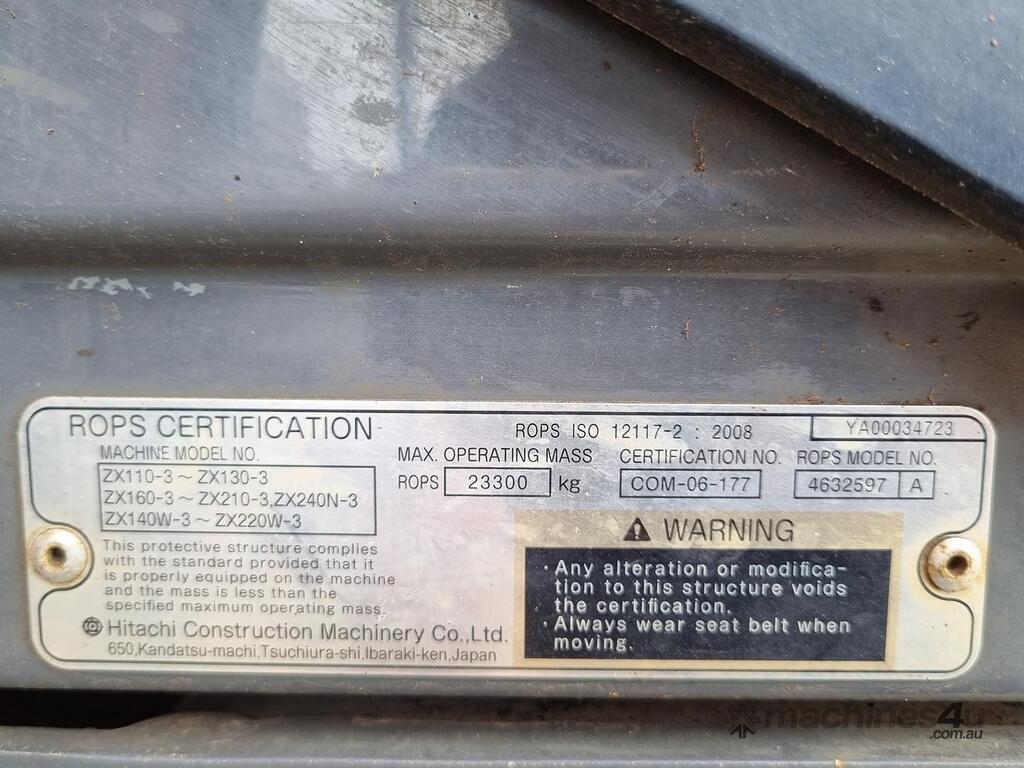 ROPS CERTIFICATION
ROPS ISO 12117-2 : 2008
YA00034723
MACHINE MODEL NO.
ZX110-3 ~ ZX130-3
ZX160-3 ~ ZX210-3,ZX240N-3
ZX140W-3 ~ ZX220W-3
MAX. OPERATING MASS
ROPS 23300 kg
CERTIFICATION NO.
COM-06-177
ROPS MODEL NO.
4632597 A
This protective structure complies
with the standard provided that it
is properly equipped on the machine
and the mass is less than the
specified maximum operating mass.
Hitachi Construction Machinery Co.,Ltd.
650,Kandatsu-machi,Tsuchiura-shi,Ibaraki-ken,Japan
WARNING
·Any alteration or modifica-
tion to this structure voids
the certification.
·Always wear seat belt when
moving.
machines4u
.com.au